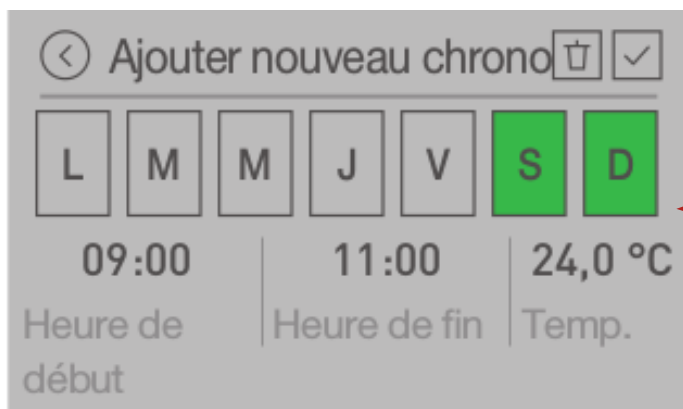 Ajouter nouveau chrono
L M M J V S D
09:00 11:00 24,0 °C
Heure de début Heure de fin Temp.